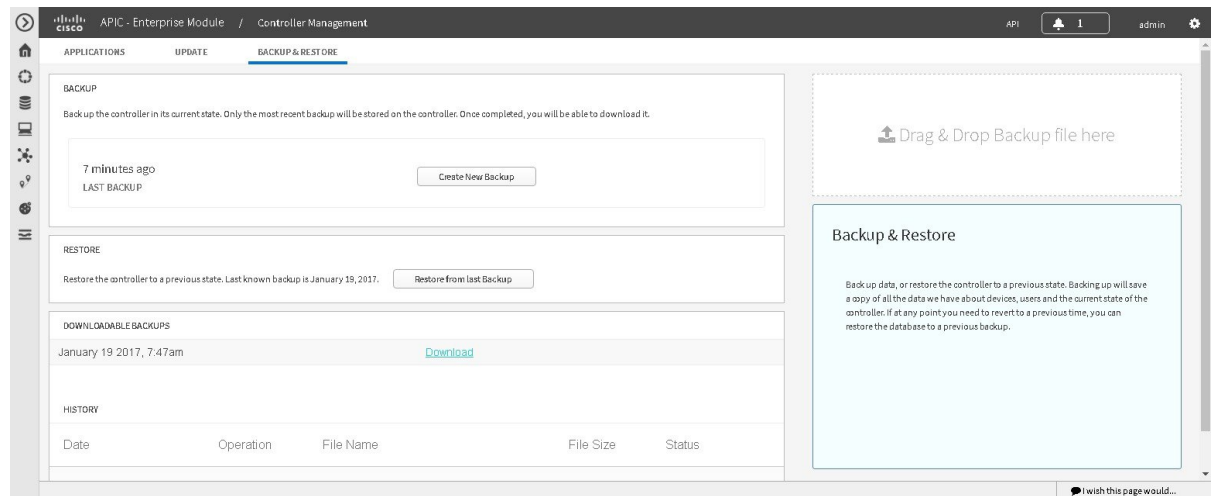 CISCO APIC - Enterprise Module / Controller Management
API 1 admin
APPLICATIONS UPDATE BACKUP & RESTORE
BACKUP
Back up the controller in its current state. Only the most recent backup will be stored on the controller. Once completed, you will be able to download it.
7 minutes ago
LAST BACKUP
Create New Backup
RESTORE
Restore the controller to a previous state. Last known backup is January 19, 2017.
Restore from last Backup
DOWNLOADABLE BACKUPS
January 19 2017, 7:47am Download
HISTORY
Date Operation File Name File Size Status
Drag & Drop Backup file here
Backup & Restore
Back up data, or restore the controller to a previous state. Backing up will save
a copy of all the data we have about devices, users and the current state of the
controller. If at any point you need to revert to a previous time, you can
restore the database to a previous backup.
I wish this page would...